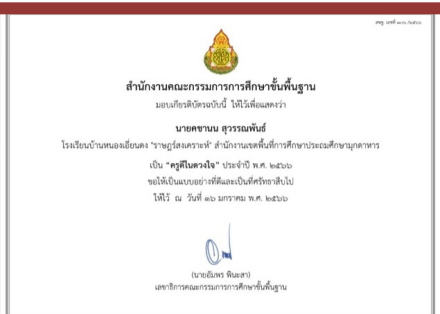 สพฐ. เลขที่
สำนักงานคณะกรรมการการศึกษาขั้นพื้นฐาน
มอบเกียรติบัตรฉบับนี้ ให้ไว้เพื่อแสดงว่า
นายคชานน สุวรรณพันธ์
โรงเรียนบ้านหนองเอี่ยนดง "ราษฎร์สงเคราะห์" สำนักงานเขตพื้นที่การศึกษาประถมศึกษามุกดาหาร
เป็น "ครูดีในดวงใจ" ประจำปี พ.ศ. ๒๕๖๖
ขอให้เป็นแบบอย่างที่ดีและเป็นที่ศรัทธาสืบไป
ให้ไว้ ณ วันที่ ๑๖ มกราคม พ.ศ. ๒๕๖๖
(นายอัมพร พินะสา)
เลขาธิการคณะกรรมการการศึกษาขั้นพื้นฐาน